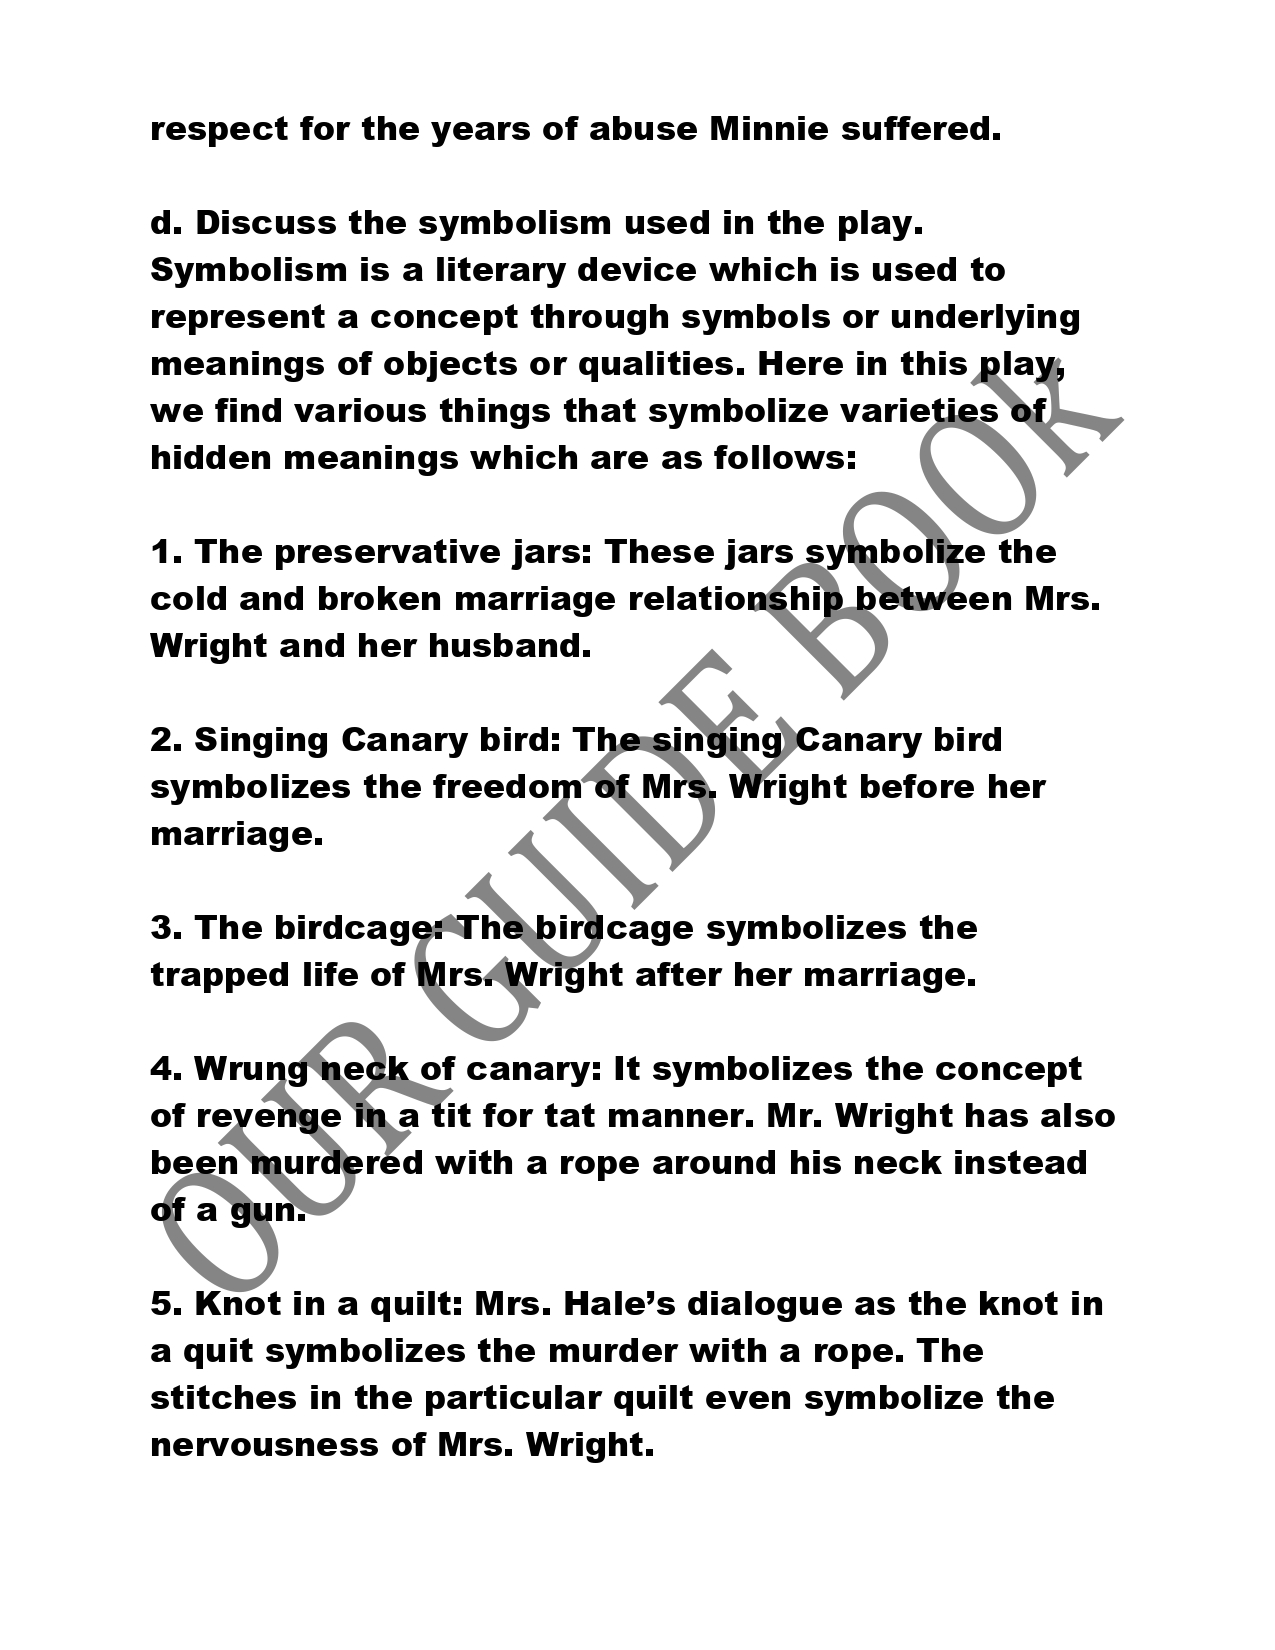 respect for the years of abuse Minnie suffered.
d. Discuss the symbolism used in the play.
Symbolism is a literary device which is used to
represent a concept through symbols or underlying
meanings of objects or qualities. Here in this play,
we find various things that symbolize varieties of
hidden meanings which are as follows:
1. The preservative jars: These jars symbolize the
cold and broken marriage relationship between Mrs.
Wright and her husband.
2. Singing Canary bird: The singing Canary bird
symbolizes the freedom of Mrs. Wright before her
marriage.
3. The birdcage: The birdcage symbolizes the
trapped life of Mrs. Wright after her marriage.
4. Wrung neck of canary: It symbolizes the concept
of revenge in a tit for tat manner. Mr. Wright has also
been murdered with a rope around his neck instead
of a gun.
5. Knot in a quilt: Mrs. Hale’s dialogue as the knot in
a quit symbolizes the murder with a rope. The
stitches in the particular quilt even symbolize the
nervousness of Mrs. Wright.
OUR GUIDE BOOk